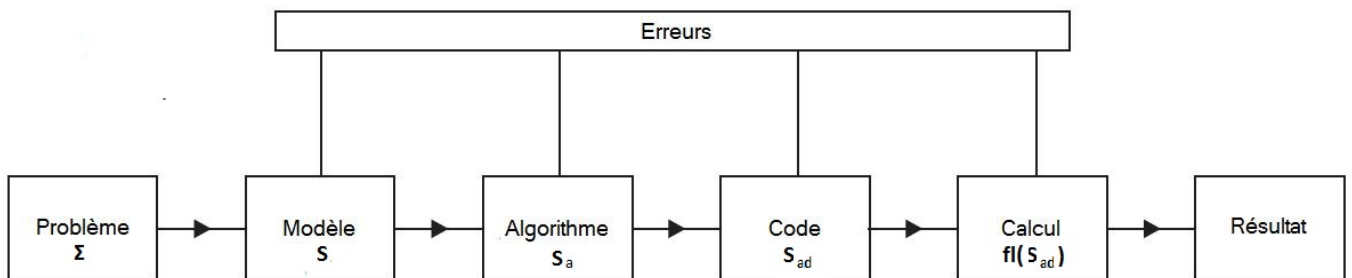 Erreurs
Problème
Σ
Modèle
S
Algorithme
Sa
Code
Sad
Calcul
fl(Sad)
Résultat